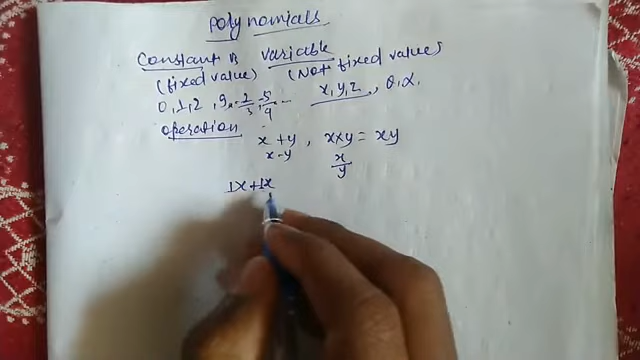 Polynomials
Constant & Variable
(fixed value) (Not fixed value)
0, 1, 2, 9, -2/3, 5/9 -- x, y, z, θ, α.
operation x + y , x×y = xy
x - y x/y
1x + 1x